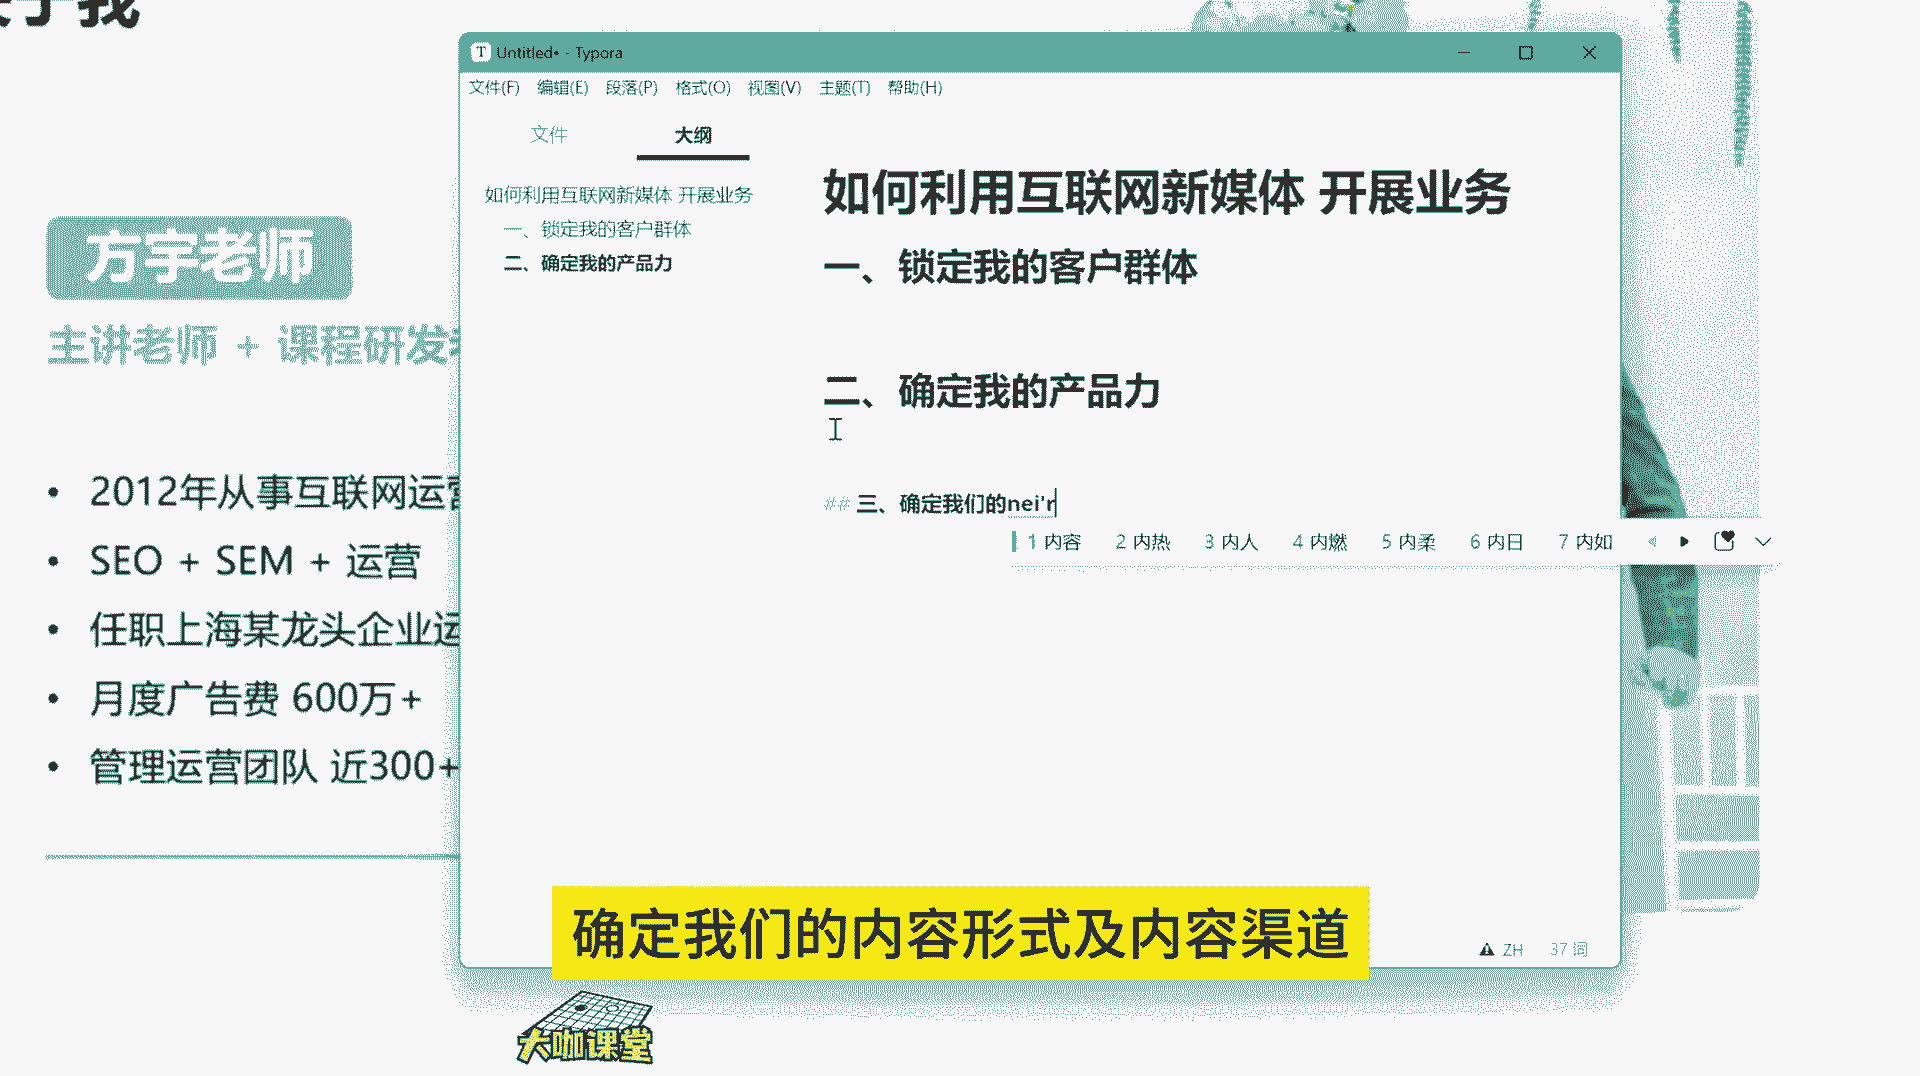 我
方宇老师
主讲老师 + 课程研发
• 2012年从事互联网运营
• SEO + SEM + 运营
• 任职上海某龙头企业运
• 月度广告费 600万+
• 管理运营团队 近300+
T Untitled• - Typora
文件(F) 编辑(E) 段落(P) 格式(O) 视图(V) 主题(T) 帮助(H)
文件 大纲
如何利用互联网新媒体 开展业务
一、锁定我的客户群体
二、确定我的产品力
如何利用互联网新媒体 开展业务
一、锁定我的客户群体
二、确定我的产品力
## 三、确定我们的nei'r
1 内容 2 内热 3 内人 4 内燃 5 内柔 6 内日 7 内如
ZH 37 词
确定我们的内容形式及内容渠道
大咖课堂